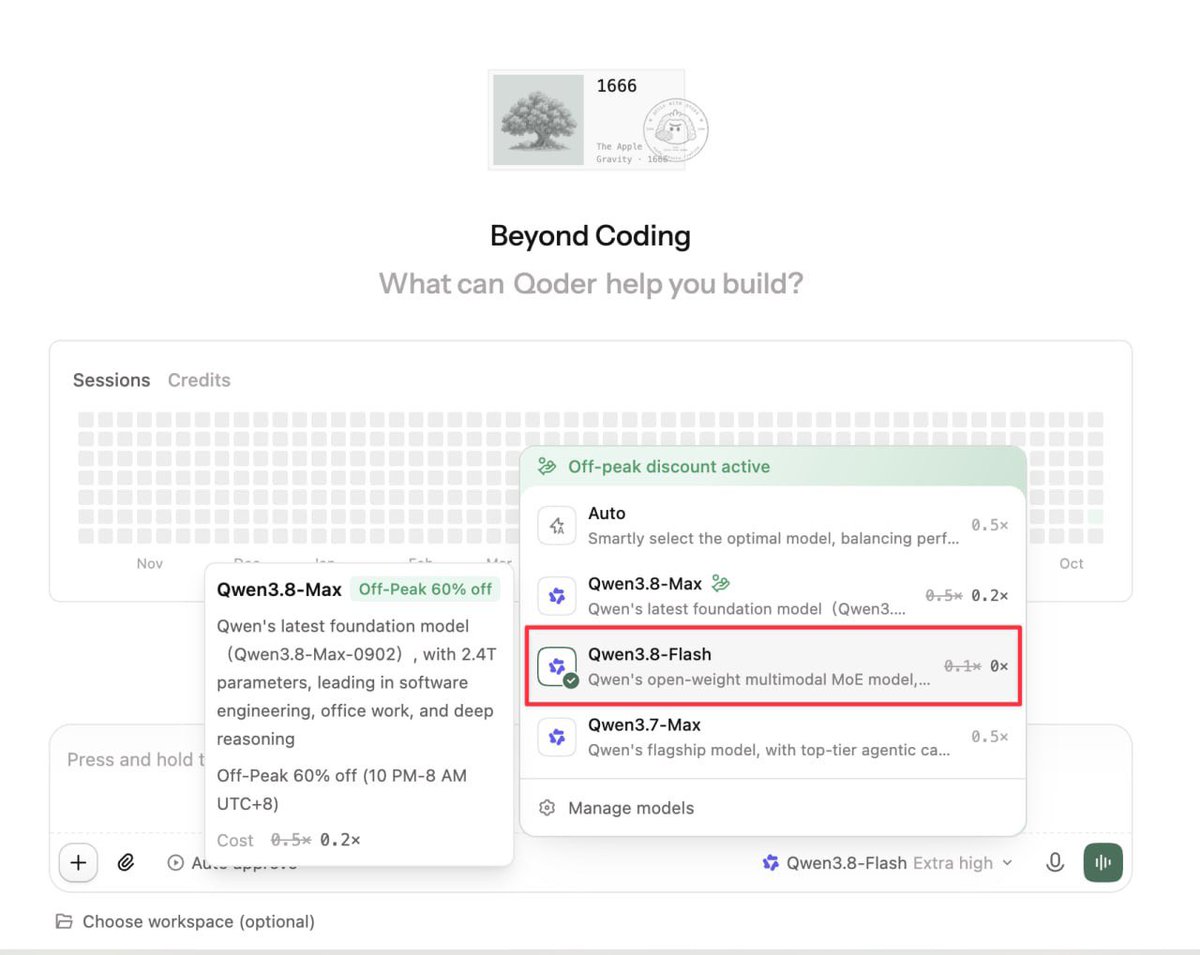 1666
The Apple
Gravity · 1666
Beyond Coding
What can Qoder help you build?
Sessions Credits
Off-peak discount active
Auto
Smartly select the optimal model, balancing perf...
0.5×
Nov
Oct
Qwen3.8-Max
Qwen's latest foundation model（Qwen3....
0.5× 0.2×
Qwen3.8-Flash
Qwen's open-weight multimodal MoE model,...
0.1× 0×
Qwen3.7-Max
Qwen's flagship model, with top-tier agentic ca...
0.5×
Manage models
Qwen3.8-Max Off-Peak 60% off
Qwen's latest foundation model
（Qwen3.8-Max-0902）, with 2.4T
parameters, leading in software
engineering, office work, and deep
reasoning
Off-Peak 60% off (10 PM-8 AM
UTC+8)
Cost 0.5× 0.2×
Press and hold
Auto approve
Qwen3.8-Flash Extra high
Choose workspace (optional)